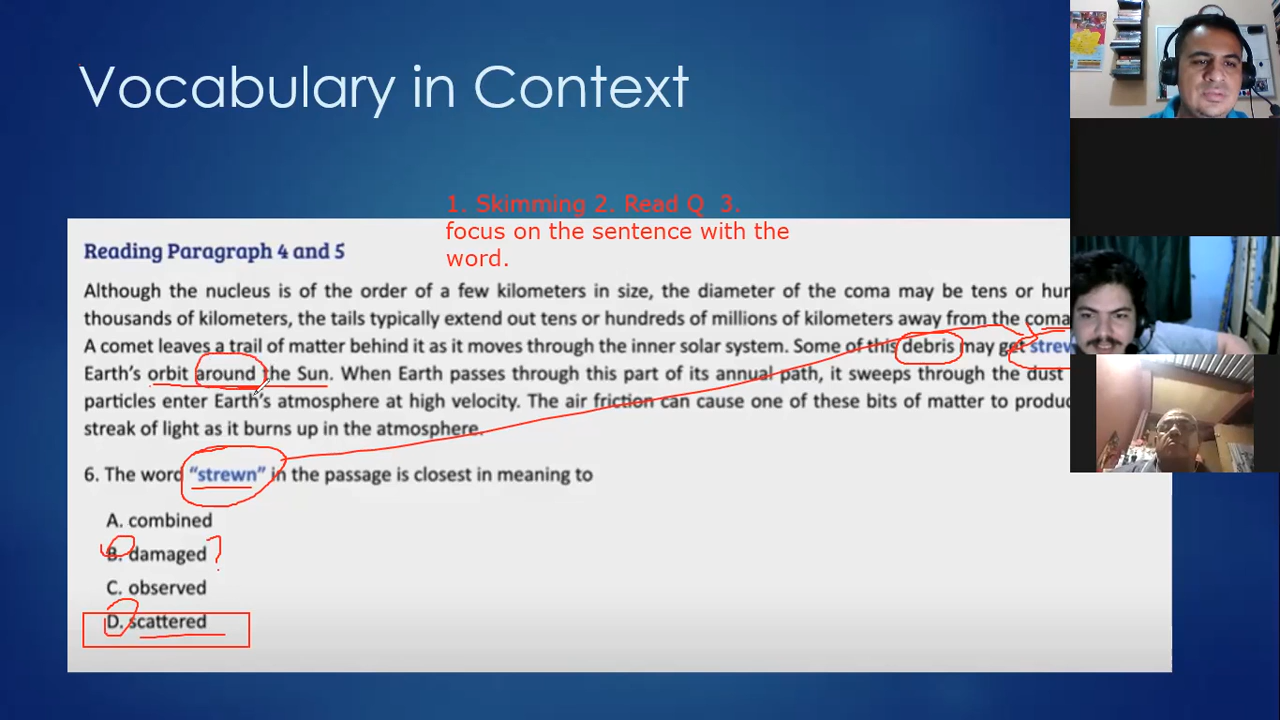 Vocabulary in Context
1. Skimming 2. Read Q 3.
focus on the sentence with the
word.
Reading Paragraph 4 and 5
Although the nucleus is of the order of a few kilometers in size, the diameter of the coma may be tens or
thousands of kilometers, the tails typically extend out tens or hundreds of millions of kilometers away from the coma
A comet leaves a trail of matter behind it as it moves through the inner solar system. Some of this debris may get
Earth's orbit around the Sun. When Earth passes through this part of its annual path, it sweeps through the dust
particles enter Earth's atmosphere at high velocity. The air friction can cause one of these bits of matter to
streak of light as it burns up in the atmosphere.
6. The word "strewn" in the passage is closest in meaning to
A. combined
B. damaged ?
C. observed
D. scattered